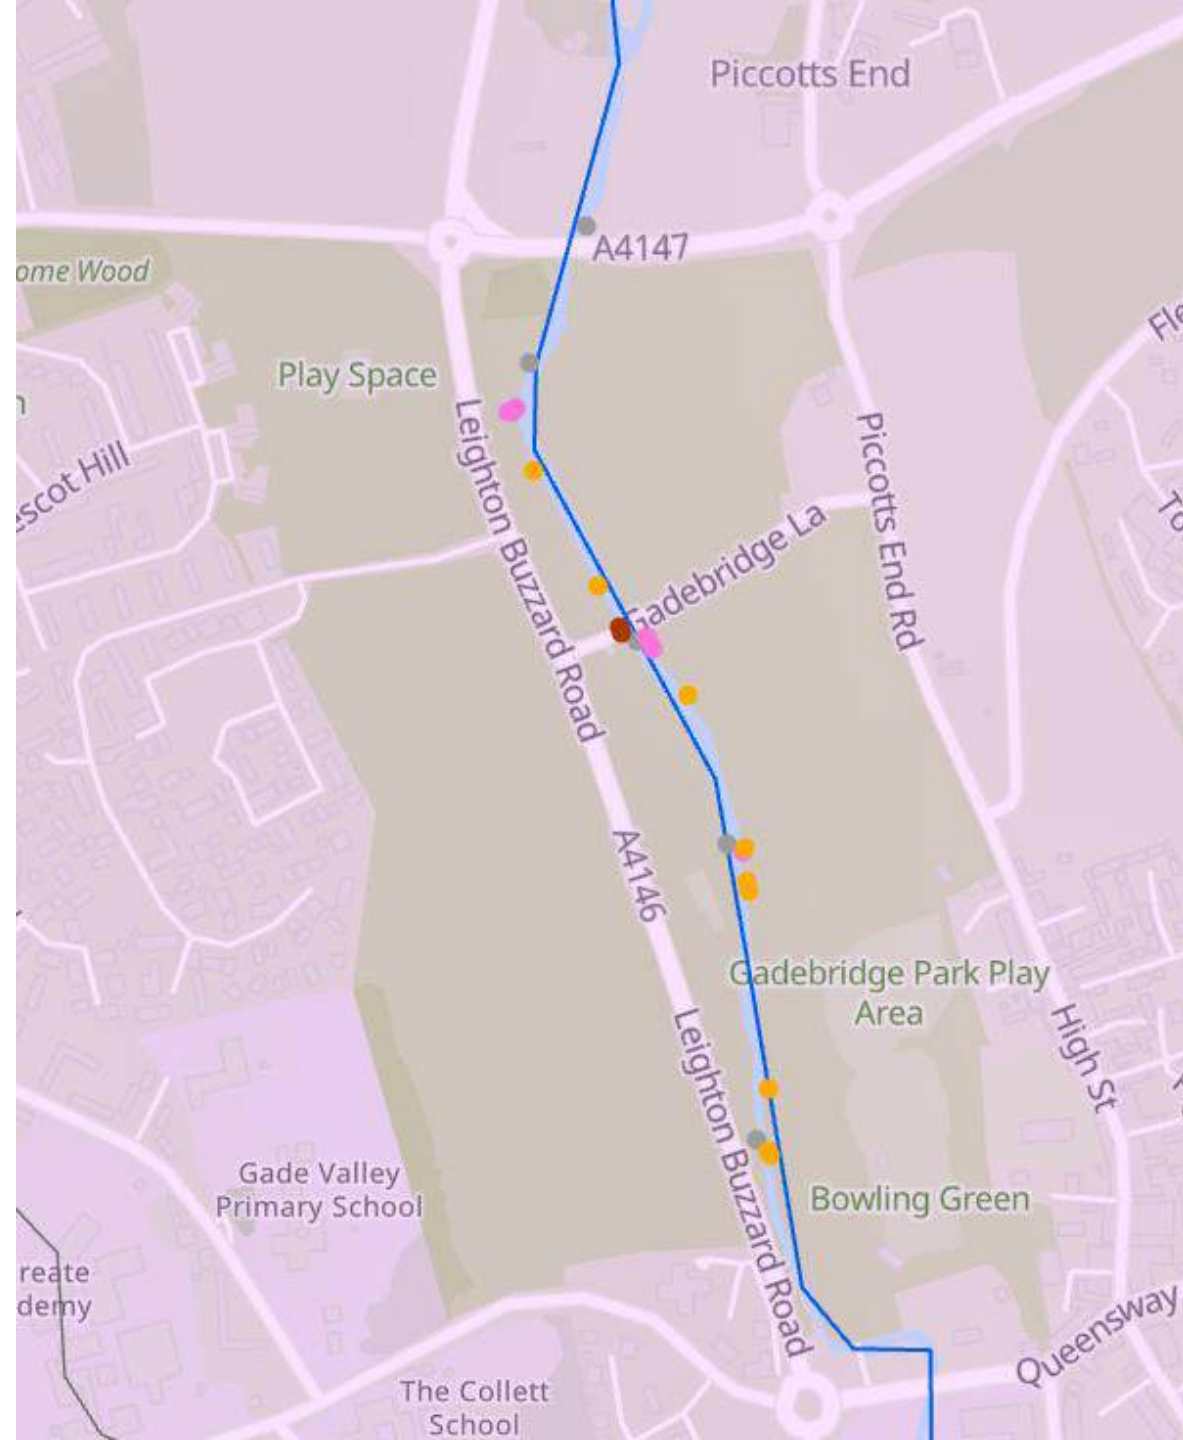 Piccotts End
A4147
ome Wood
Play Space
Fle
n
Leighton Buzzard Road
Piccotts End Rd
escot Hill
To
Gadebridge La
A4146
Gadebridge Park Play
Area
Leighton Buzzard Road
High St
Gade Valley
Primary School
Bowling Green
reate
demy
Queensway
The Collett
School